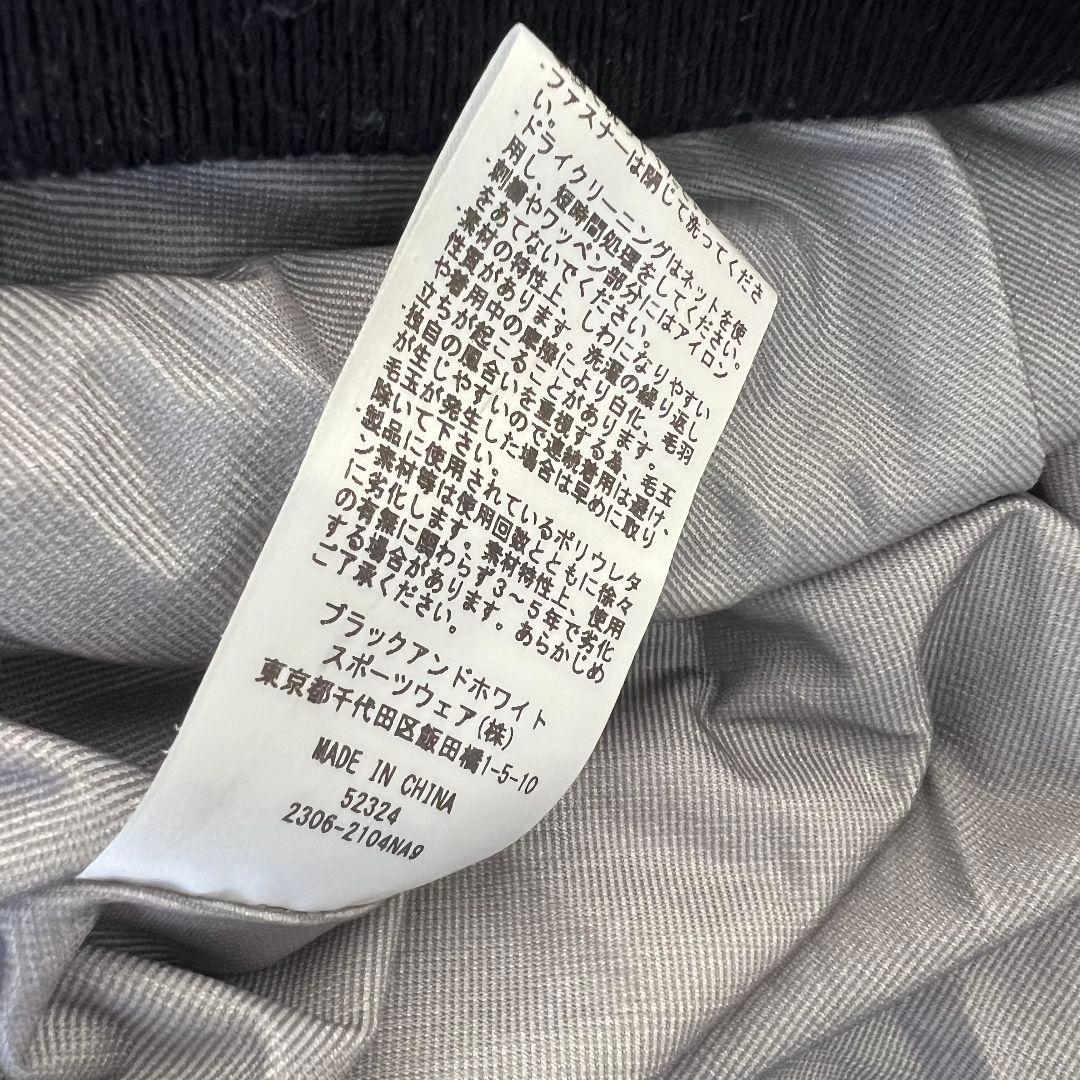 ・ファスナーは閉じて洗ってくださ
い。
・ドライクリーニングはネットを使
用し、短時間処理をしてください。
・刺繍やワッペン部分にはアイロン
をあてないでください。
・素材の特性上、しわになりやすい
性質があります。洗濯の繰り返し
や着用中の摩擦により白化、毛羽
立ちが起こることがあります。
・独自の風合いを重視する為、毛玉
が生じやすいので連続着用は避け、
毛玉が発生した場合は早めに取り
除いて下さい。
・製品に使用されているポリウレタ
ン素材等は使用回数とともに徐々
に劣化します。素材特性上、使用
の有無に関わらず3～5年で劣化
する場合があります。あらかじめ
ご了承ください。
ブラックアンドホワイト
スポーツウェア(株)
東京都千代田区飯田橋1-5-10
MADE IN CHINA
52324
2306-2104NA9